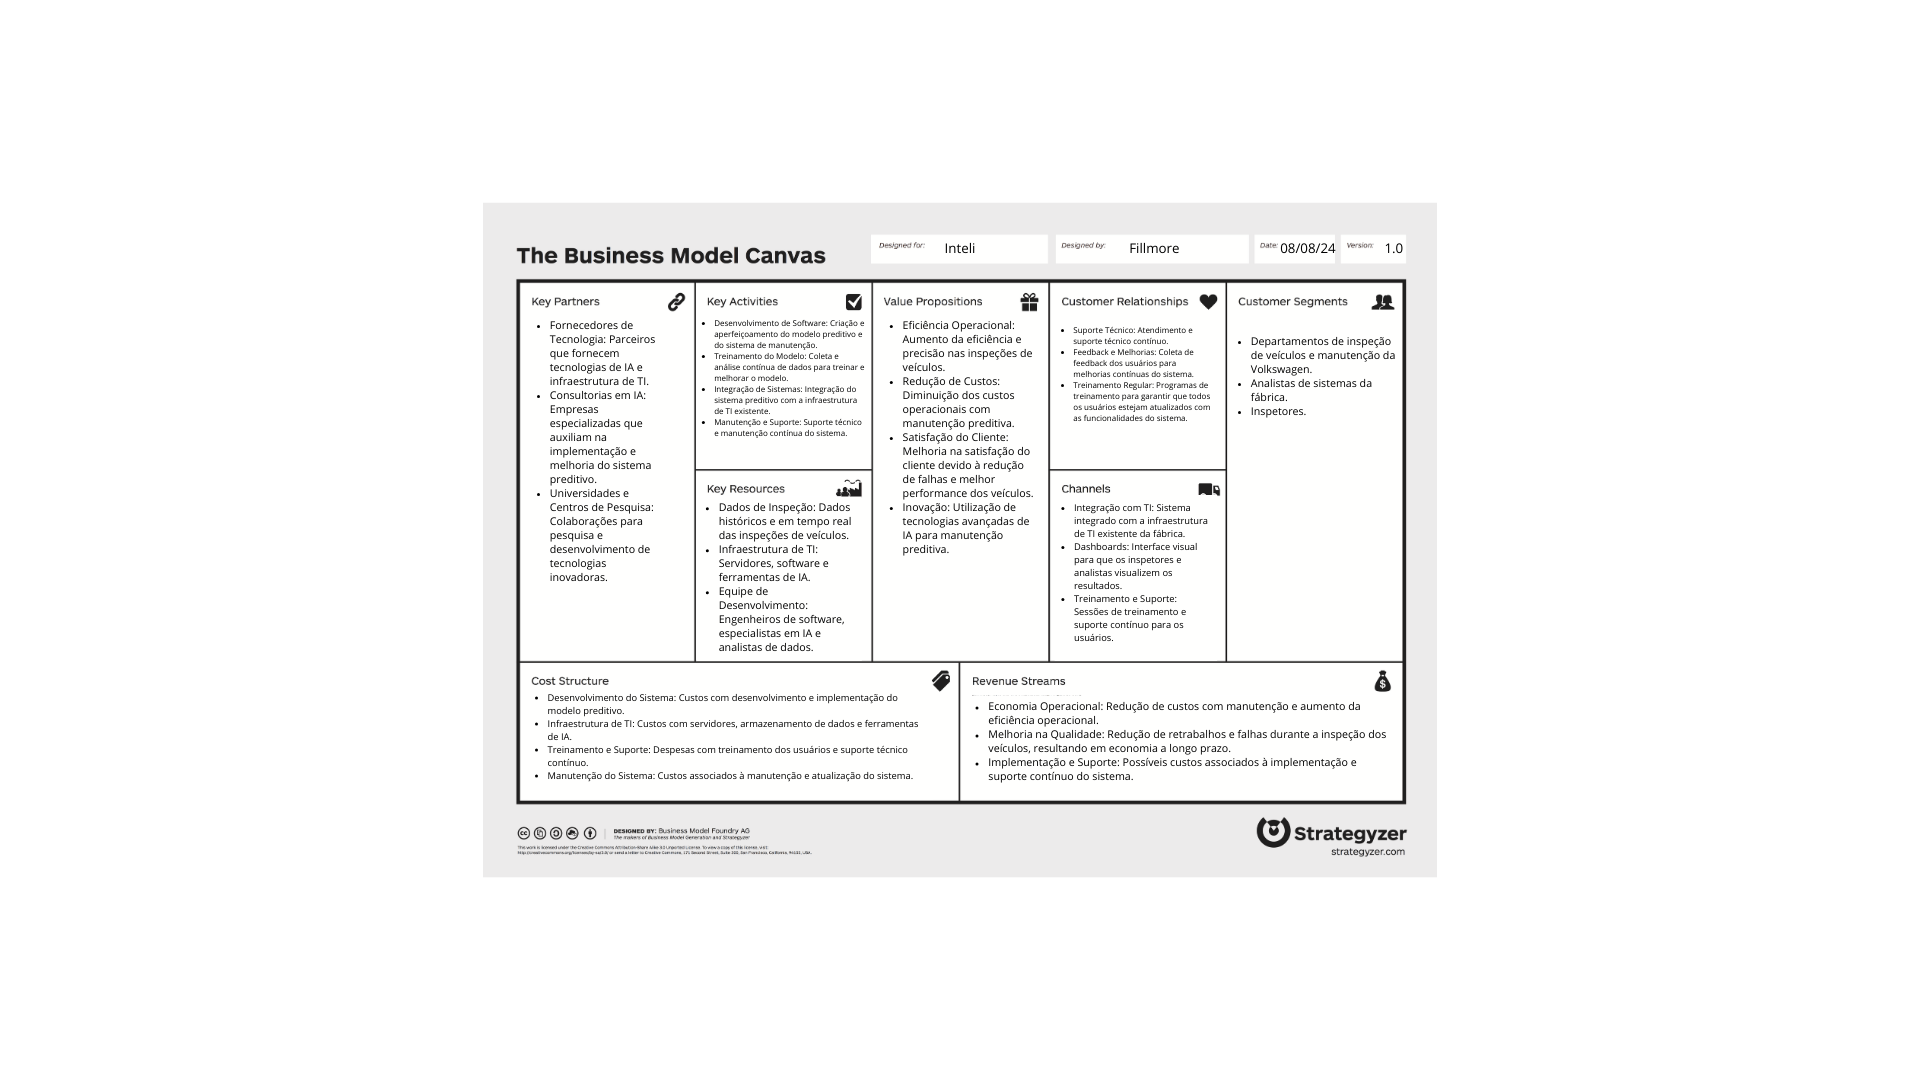 The Business Model Canvas
Designed for:
Inteli
Designed by:
Fillmore
Date:
08/08/24
Version:
1.0
Key Partners
Fornecedores de
Tecnologia: Parceiros
que fornecem
tecnologias de IA e
infraestrutura de TI.
Consultorias em IA:
Empresas
especializadas que
auxiliam na
implementação e
melhoria do sistema
preditivo.
Universidades e
Centros de Pesquisa:
Colaborações para
pesquisa e
desenvolvimento de
tecnologias
inovadoras.
Key Activities
Desenvolvimento de Software: Criação e
aperfeiçoamento do modelo preditivo e
do sistema de manutenção.
Treinamento do Modelo: Coleta e
análise contínua de dados para treinar e
melhorar o modelo.
Integração de Sistemas: Integração do
sistema preditivo com a infraestrutura
de TI existente.
Manutenção e Suporte: Suporte técnico
e manutenção contínua do sistema.
Key Resources
Dados de Inspeção: Dados
históricos e em tempo real
das inspeções de veículos.
Infraestrutura de TI:
Servidores, software e
ferramentas de IA.
Equipe de
Desenvolvimento:
Engenheiros de software,
especialistas em IA e
analistas de dados.
Value Propositions
Eficiência Operacional:
Aumento da eficiência e
precisão nas inspeções de
veículos.
Redução de Custos:
Diminuição dos custos
operacionais com
manutenção preditiva.
Satisfação do Cliente:
Melhoria na satisfação do
cliente devido à redução
de falhas e melhor
performance dos veículos.
Inovação: Utilização de
tecnologias avançadas de
IA para manutenção
preditiva.
Customer Relationships
Suporte Técnico: Atendimento e
suporte técnico contínuo.
Feedback e Melhorias: Coleta de
feedback dos usuários para
melhorias contínuas do sistema.
Treinamento Regular: Programas de
treinamento para garantir que todos
os usuários estejam atualizados com
as funcionalidades do sistema.
Channels
Integração com TI: Sistema
integrado com a infraestrutura
de TI existente da fábrica.
Dashboards: Interface visual
para que os inspetores e
analistas visualizem os
resultados.
Treinamento e Suporte:
Sessões de treinamento e
suporte contínuo para os
usuários.
Customer Segments
Departamentos de inspeção
de veículos e manutenção da
Volkswagen.
Analistas de sistemas da
fábrica.
Inspetores.
Cost Structure
Desenvolvimento do Sistema: Custos com desenvolvimento e implementação do
modelo preditivo.
Infraestrutura de TI: Custos com servidores, armazenamento de dados e ferramentas
de IA.
Treinamento e Suporte: Despesas com treinamento dos usuários e suporte técnico
contínuo.
Manutenção do Sistema: Custos associados à manutenção e atualização do sistema.
Revenue Streams
Economia Operacional: Redução de custos com manutenção e aumento da
eficiência operacional.
Melhoria na Qualidade: Redução de retrabalhos e falhas durante a inspeção dos
veículos, resultando em economia a longo prazo.
Implementação e Suporte: Possíveis custos associados à implementação e
suporte contínuo do sistema.
DESIGNED BY: Business Model Foundry AG
The makers of Business Model Generation and Strategyzer
Strategyzer
strategyzer.com